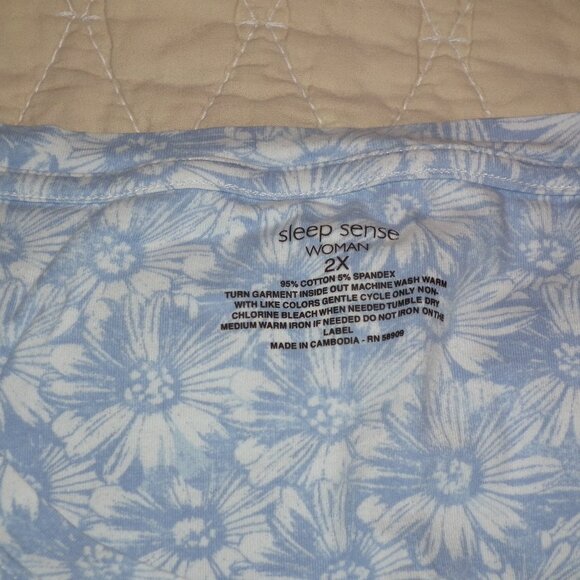 sleep sense
WOMAN
2X
95% COTTON 5% SPANDEX
TURN GARMENT INSIDE OUT MACHINE WASH WARM
WITH LIKE COLORS GENTLE CYCLE ONLY NON-
CHLORINE BLEACH WHEN NEEDED TUMBLE DRY
MEDIUM WARM IRON IF NEEDED DO NOT IRON ON THE
LABEL
MADE IN CAMBODIA - RN 58909